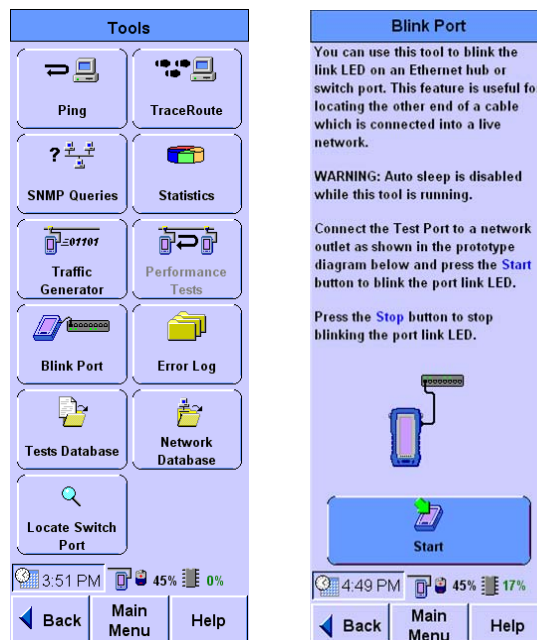 Tools
Ping
TraceRoute
?
SNMP Queries
Statistics
01101
Traffic
Generator
Performance
Tests
Blink Port
Error Log
Tests Database
Network
Database
Locate Switch
Port
3:51 PM 45% 0%
Back
Main
Menu
Help
Blink Port
You can use this tool to blink the
link LED on an Ethernet hub or
switch port. This feature is useful fo
locating the other end of a cable
which is connected into a live
network.
WARNING: Auto sleep is disabled
while this tool is running.
Connect the Test Port to a network
outlet as shown in the prototype
diagram below and press the Start
button to blink the port link LED.
Press the Stop button to stop
blinking the port link LED.
Start
4:49 PM 45% 17%
Back
Main
Menu
Help